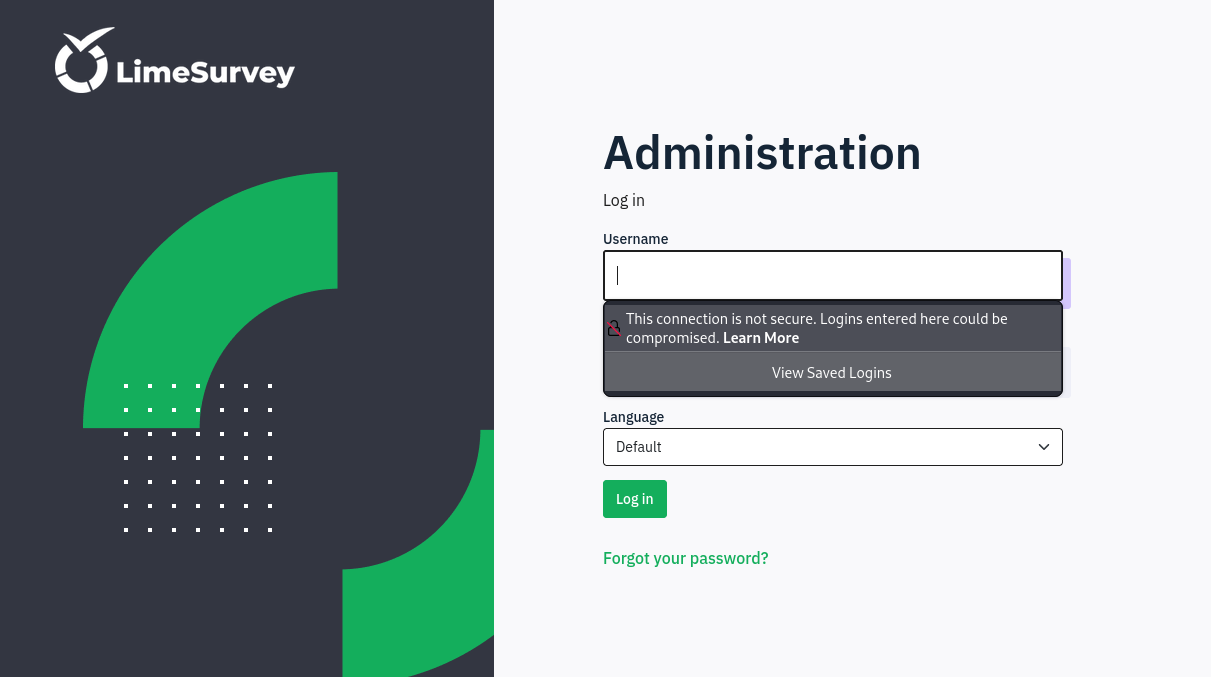 LimeSurvey
Administration
Log in
Username
This connection is not secure. Logins entered here could be
compromised. Learn More
View Saved Logins
Language
Default
Log in
Forgot your password?